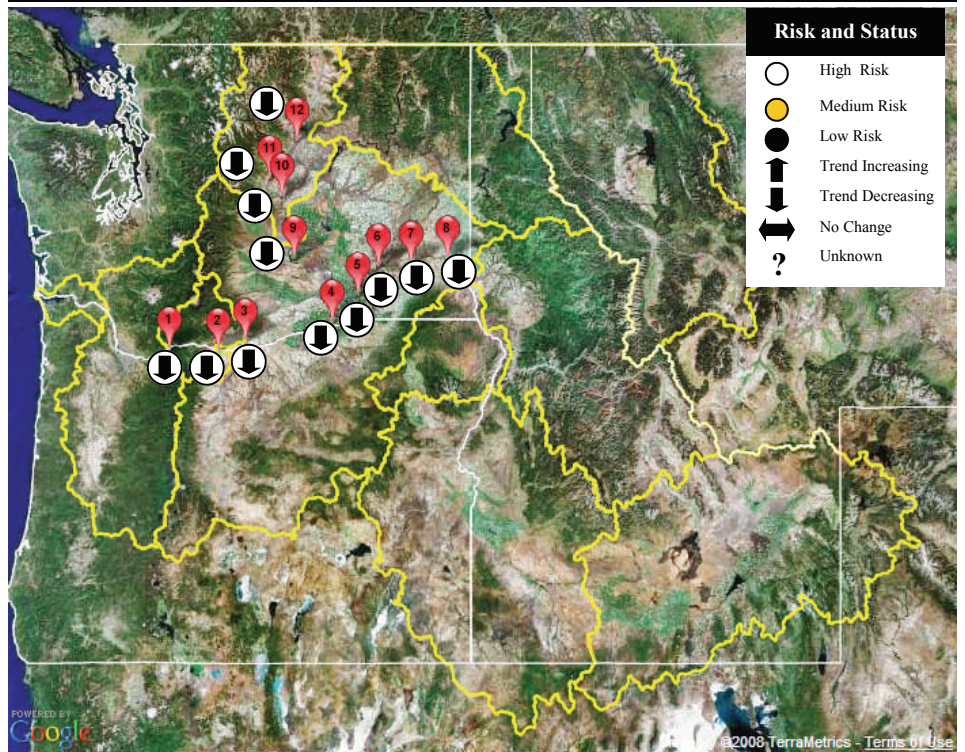 Risk and Status
High Risk
Medium Risk
Low Risk
Trend Increasing
Trend Decreasing
No Change
? Unknown
12
11
10
9
8
7
6
5
4
3
2
1
POWERED BY
Google
©2008 TerraMetrics - Terms of Use